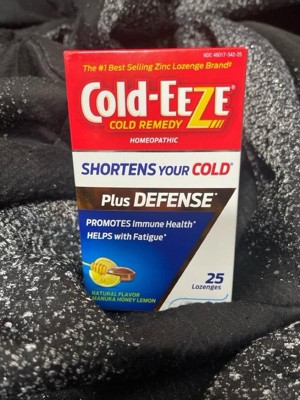 The #1 Best Selling Zinc Lozenge Brand‡
COLD-EEZE®
COLD REMEDY
HOMEOPATHIC
SHORTENS YOUR COLD*
Plus DEFENSE*
PROMOTES Immune Health*
HELPS with Fatigue*
NATURAL FLAVOR
MANUKA HONEY LEMON
25
Lozenges